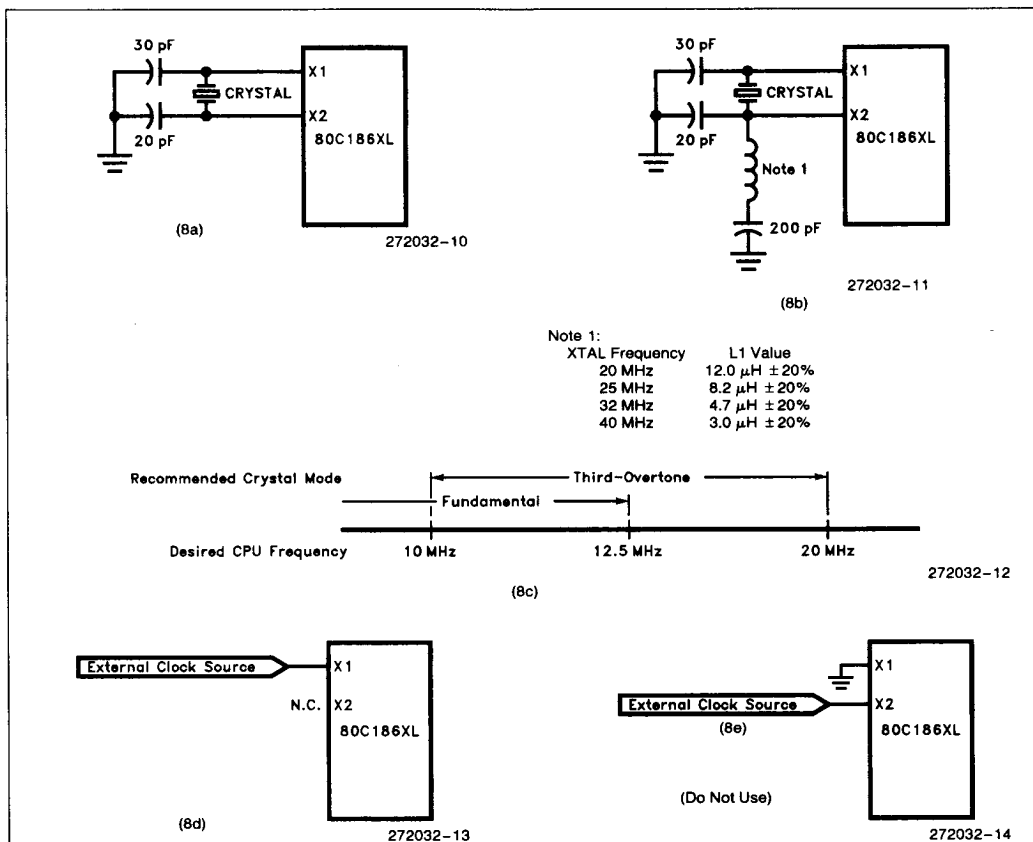 30 pF
X1
CRYSTAL
X2
20 pF
80C186XL
(8a)
272032-10
30 pF
X1
CRYSTAL
X2
20 pF
80C186XL
Note 1
200 pF
272032-11
(8b)
Note 1:
XTAL Frequency L1 Value
20 MHz 12.0 μH ±20%
25 MHz 8.2 μH ±20%
32 MHz 4.7 μH ±20%
40 MHz 3.0 μH ±20%
Recommended Crystal Mode
Third-Overtone
Fundamental
Desired CPU Frequency 10 MHz 12.5 MHz 20 MHz
272032-12
(8c)
External Clock Source X1
N.C. X2
80C186XL
(8d)
272032-13
X1
External Clock Source X2
(8e)
80C186XL
(Do Not Use)
272032-14